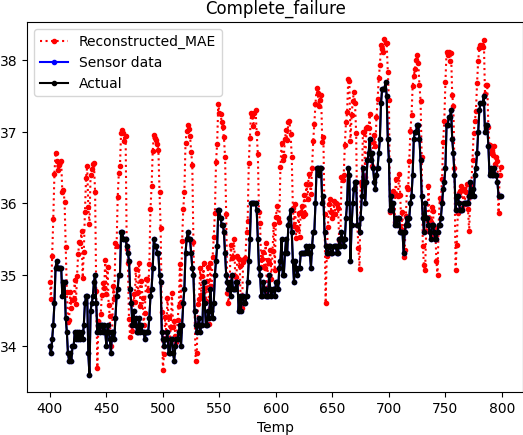 Complete_failure
Reconstructed_MAE
Sensor data
Actual
38
37
36
35
34
400 450 500 550 600 650 700 750 800
Temp